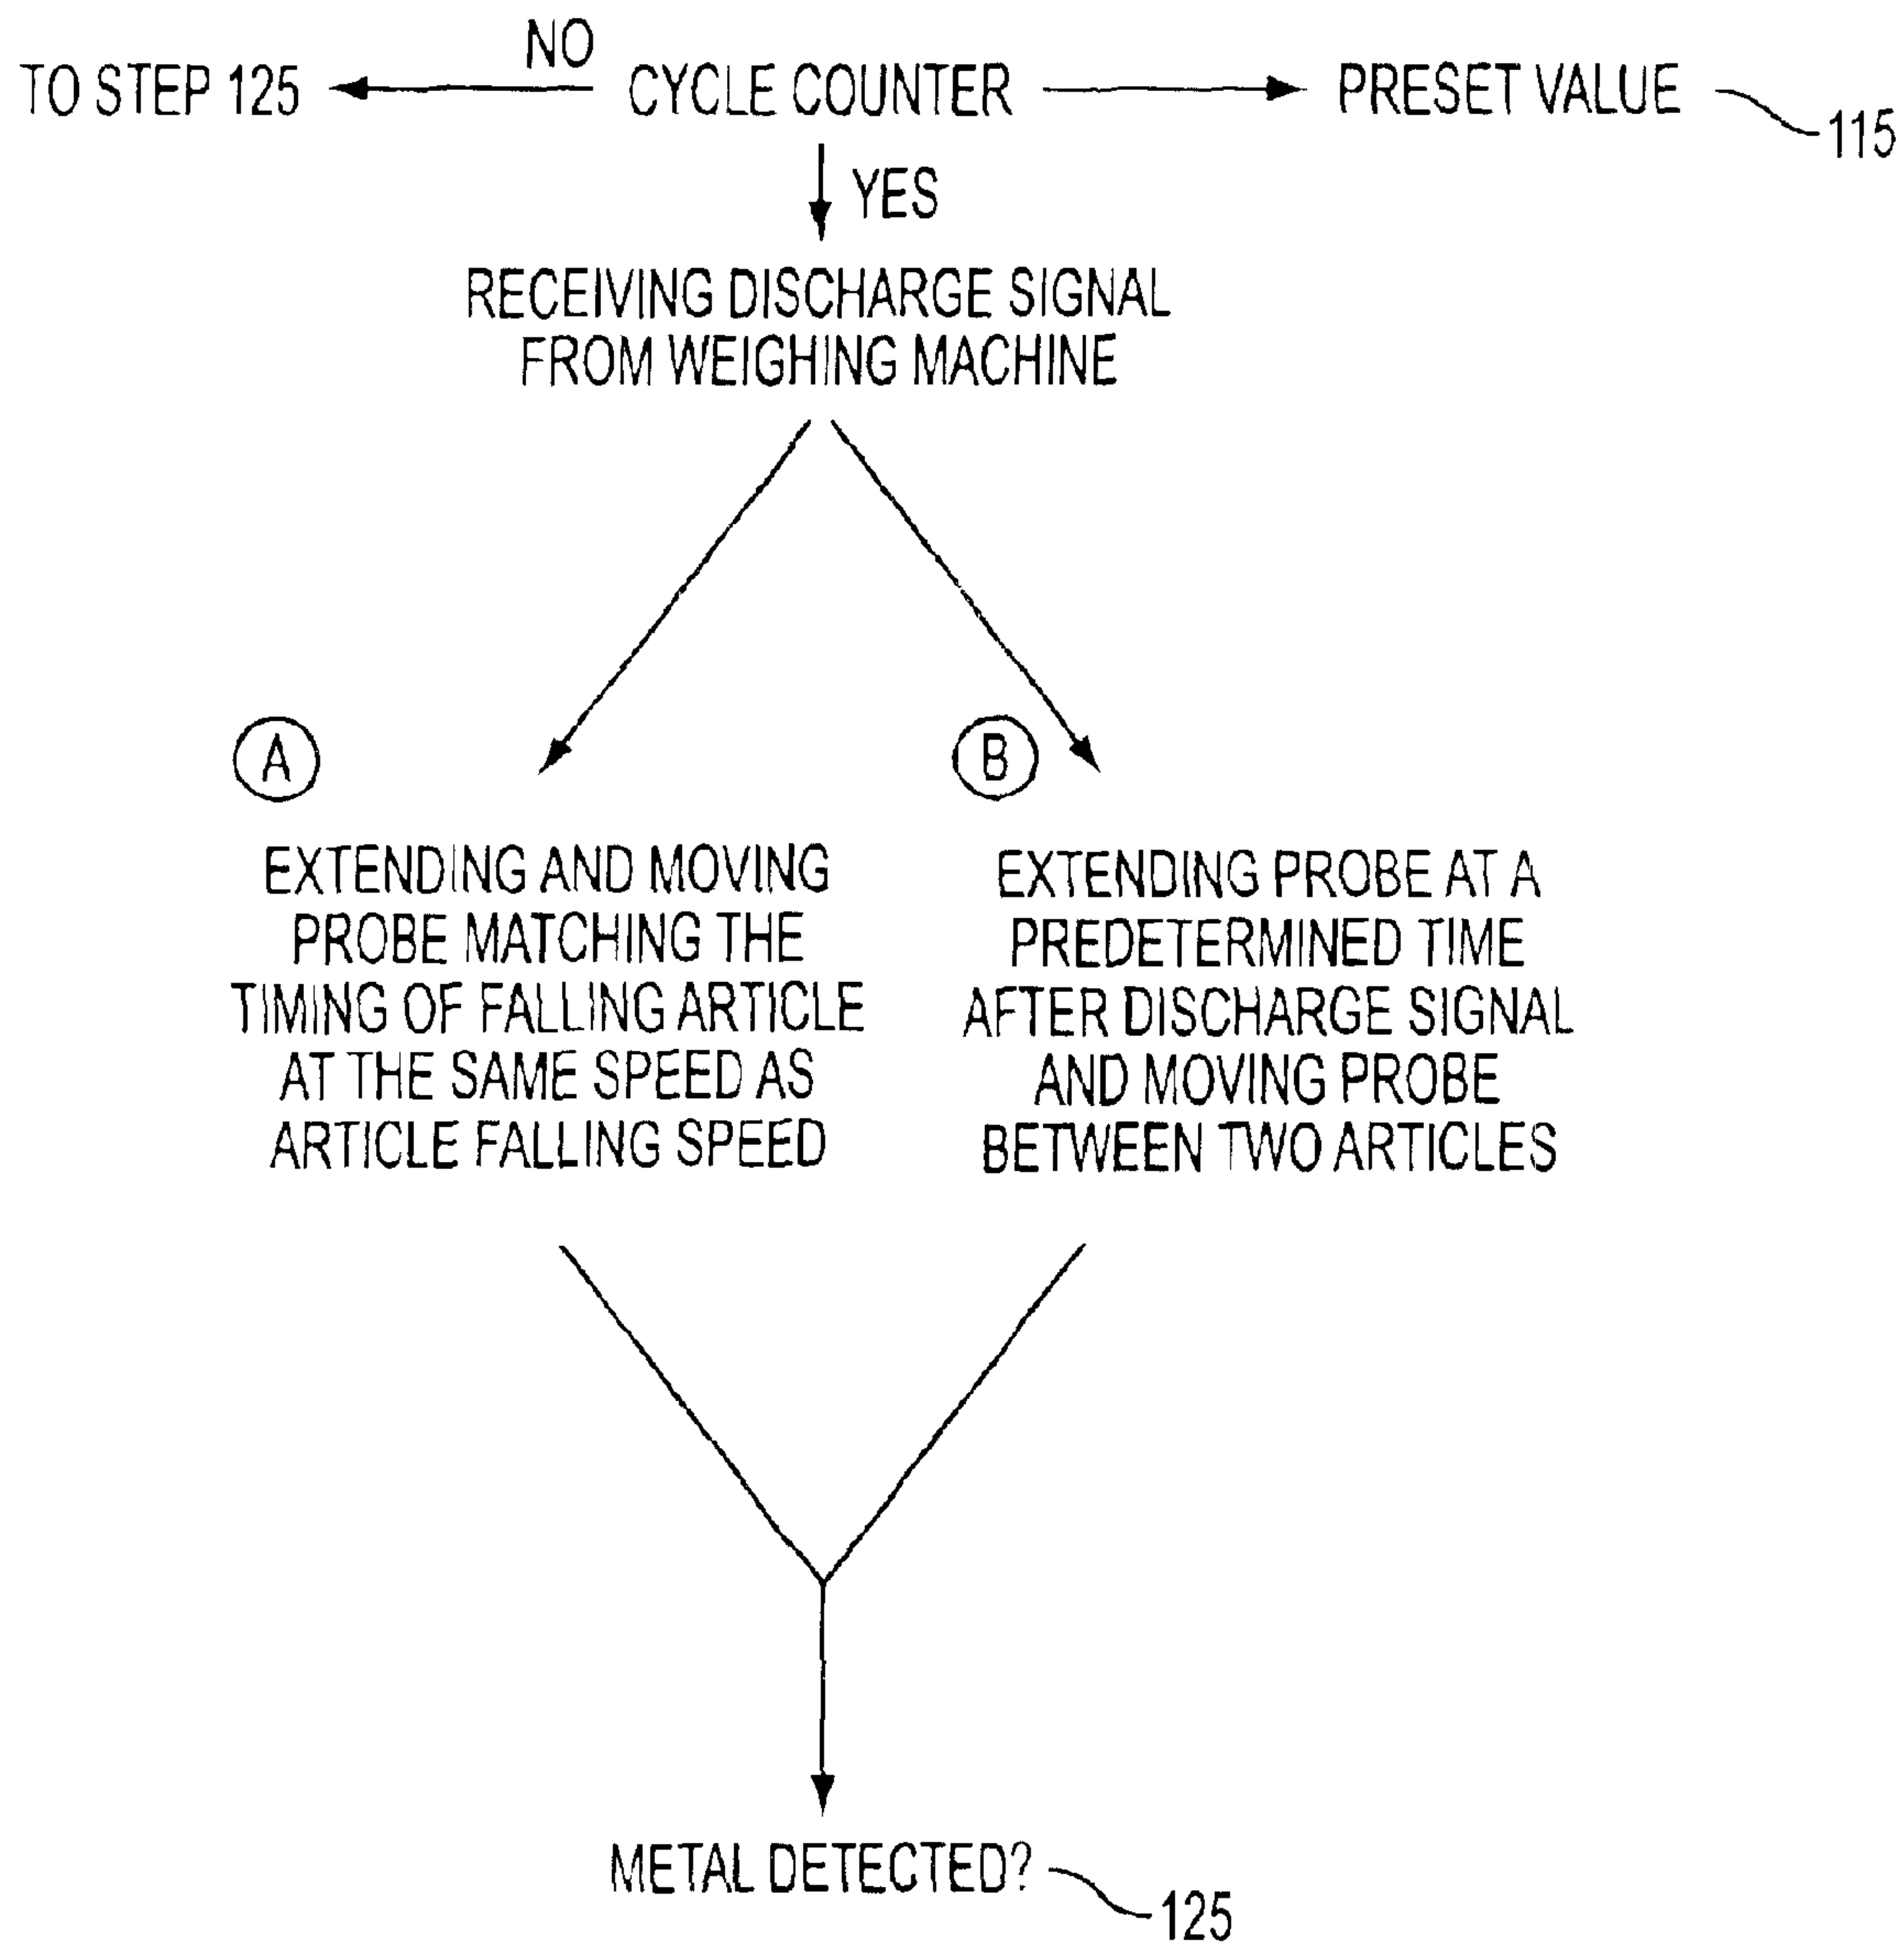 NO
TO STEP 125 CYCLE COUNTER PRESET VALUE 115
YES
RECEIVING DISCHARGE SIGNAL
FROM WEIGHING MACHINE
A
EXTENDING AND MOVING
PROBE MATCHING THE
TIMING OF FALLING ARTICLE
AT THE SAME SPEED AS
ARTICLE FALLING SPEED
B
EXTENDING PROBE AT A
PREDETERMINED TIME
AFTER DISCHARGE SIGNAL
AND MOVING PROBE
BETWEEN TWO ARTICLES
METAL DETECTED?
125